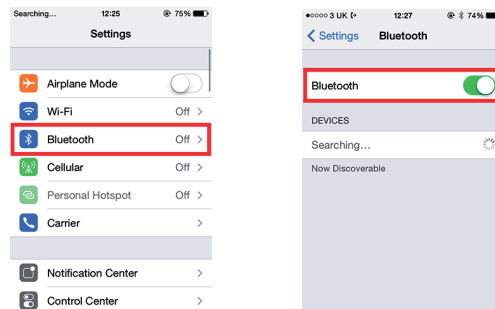 Searching... 12:25 75%
Settings
Airplane Mode
Wi-Fi Off
Bluetooth Off
Cellular Off
Personal Hotspot Off
Carrier
Notification Center
Control Center
3 UK 12:27 74%
Settings Bluetooth
Bluetooth
DEVICES
Searching...
Now Discoverable